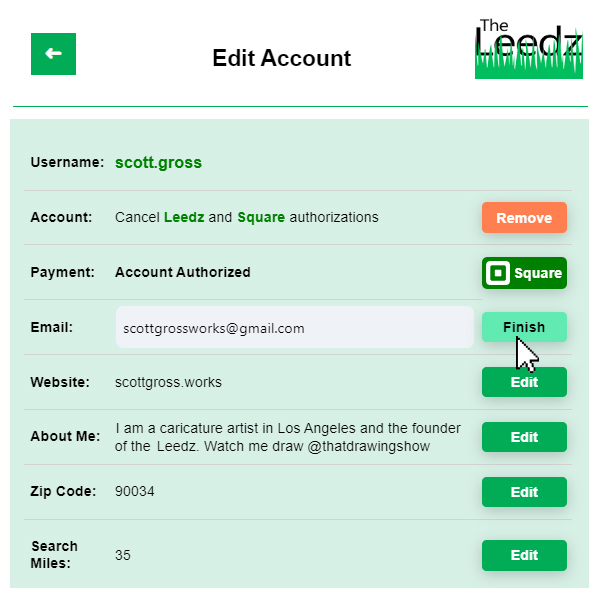 The
Leedz
Edit Account
Username: scott.gross
Account: Cancel Leedz and Square authorizations Remove
Payment: Account Authorized Square
Email: scottgrossworks@gmail.com Finish
Website: scottgross.works Edit
About Me: I am a caricature artist in Los Angeles and the founder
of the Leedz. Watch me draw @thatdrawingshow Edit
Zip Code: 90034 Edit
Search
Miles: 35 Edit